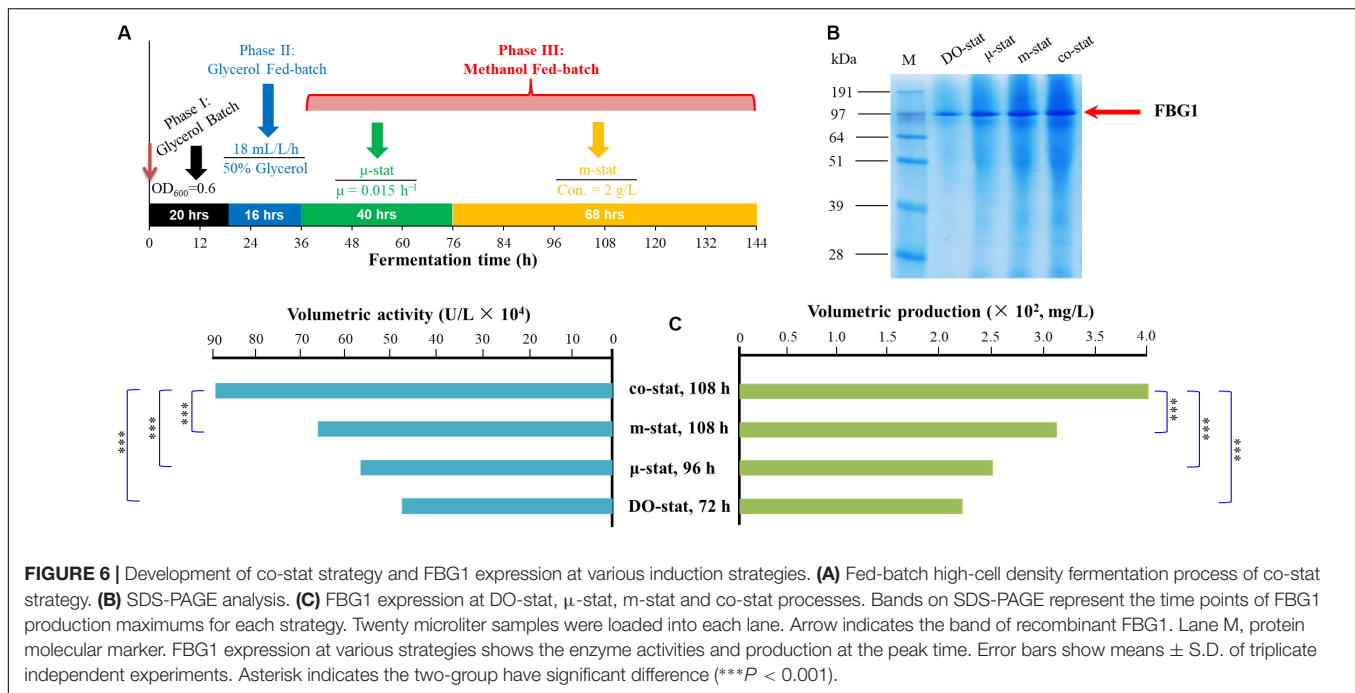 A
Phase I:
Glycerol Batch
Phase II:
Glycerol Fed-batch
Phase III:
Methanol Fed-batch
OD600=0.6
18 mL/L/h
50% Glycerol
μ-stat
μ = 0.015 h⁻¹
m-stat
Con. = 2 g/L
20 hrs 16 hrs 40 hrs 68 hrs
0 12 24 36 48 60 76 84 96 108 120 132 144
Fermentation time (h)
B
kDa M DO-stat μ-stat m-stat co-stat
191
97
64
51
39
28
FBG1
C
Volumetric activity (U/L × 10⁴)
90 80 70 60 50 40 30 20 10 0
Volumetric production (× 10², mg/L)
0 0.5 1.0 1.5 2.0 2.5 3.0 3.5 4.0
co-stat, 108 h
m-stat, 108 h
μ-stat, 96 h
DO-stat, 72 h
*** *** ***
*** *** ***
FIGURE 6 | Development of co-stat strategy and FBG1 expression at various induction strategies. (A) Fed-batch high-cell density fermentation process of co-stat
strategy. (B) SDS-PAGE analysis. (C) FBG1 expression at DO-stat, μ-stat, m-stat and co-stat processes. Bands on SDS-PAGE represent the time points of FBG1
production maximums for each strategy. Twenty microliter samples were loaded into each lane. Arrow indicates the band of recombinant FBG1. Lane M, protein
molecular marker. FBG1 expression at various strategies shows the enzyme activities and production at the peak time. Error bars show means ± S.D. of triplicate
independent experiments. Asterisk indicates the two-group have significant difference (***P < 0.001).